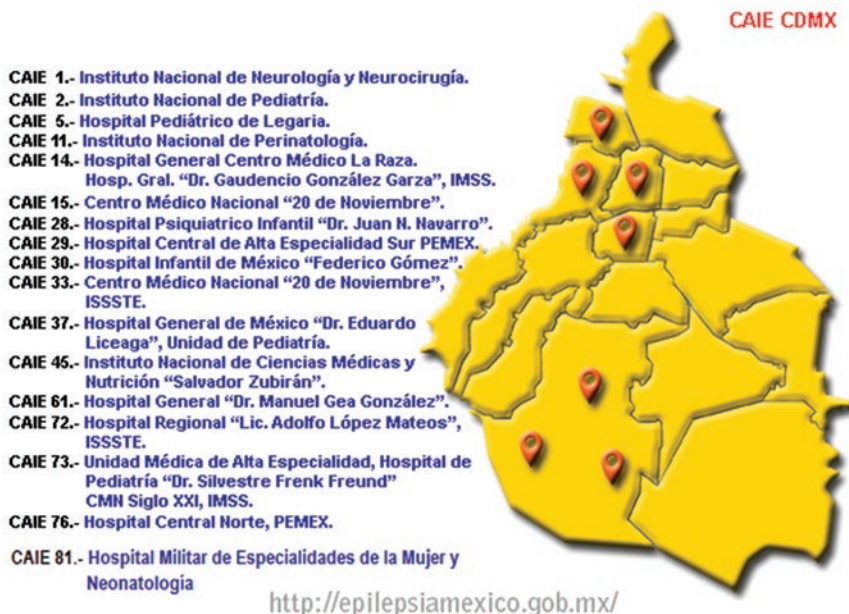 CAIE CDMX
CAIE 1.- Instituto Nacional de Neurología y Neurocirugía.
CAIE 2.- Instituto Nacional de Pediatría.
CAIE 5.- Hospital Pediátrico de Legaria.
CAIE 11.- Instituto Nacional de Perinatología.
CAIE 14.- Hospital General Centro Médico La Raza.
Hosp. Gral. “Dr. Gaudencio González Garza”, IMSS.
CAIE 15.- Centro Médico Nacional “20 de Noviembre”.
CAIE 28.- Hospital Psiquiatrico Infantil “Dr. Juan N. Navarro”.
CAIE 29.- Hospital Central de Alta Especialidad Sur PEMEX.
CAIE 30.- Hospital Infantil de México “Federico Gómez”.
CAIE 33.- Centro Médico Nacional “20 de Noviembre”,
ISSSTE.
CAIE 37.- Hospital General de México “Dr. Eduardo
Liceaga”, Unidad de Pediatría.
CAIE 45.- Instituto Nacional de Ciencias Médicas y
Nutrición “Salvador Zubirán”.
CAIE 61.- Hospital General “Dr. Manuel Gea González”.
CAIE 72.- Hospital Regional “Lic. Adolfo López Mateos”,
ISSSTE.
CAIE 73.- Unidad Médica de Alta Especialidad, Hospital de
Pediatría “Dr. Silvestre Frenk Freund”
CMN Siglo XXI, IMSS.
CAIE 76.- Hospital Central Norte, PEMEX.
CAIE 81.- Hospital Militar de Especialidades de la Mujer y
Neonatología
http://epilepsiamexico.gob.mx/